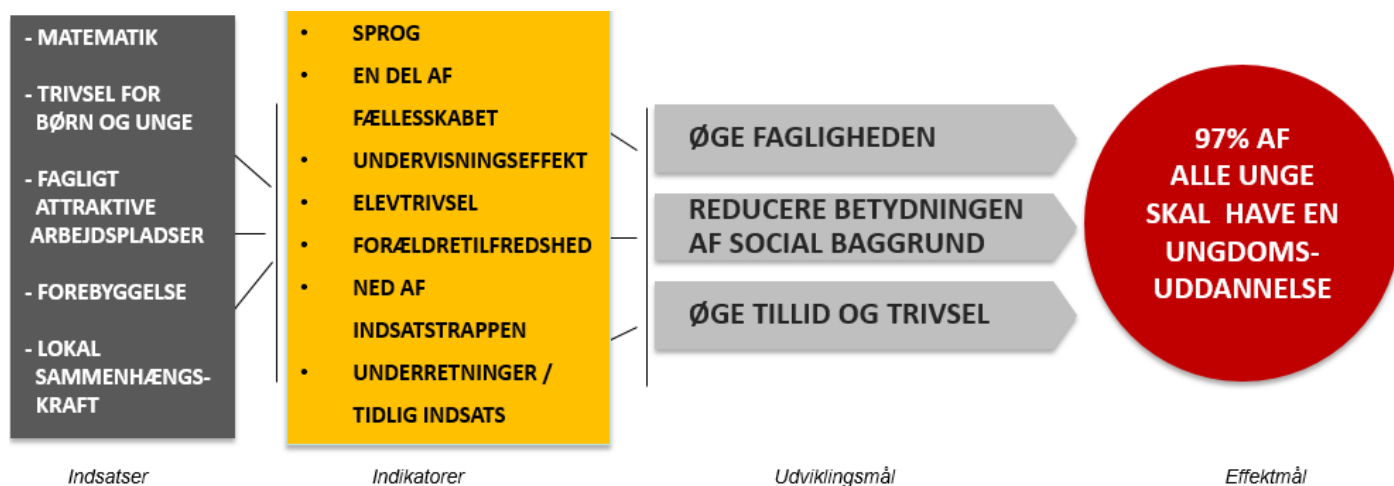 - MATEMATIK
- TRIVSEL FOR
BØRN OG UNGE
- FAGLIGT
ATTRAKTIVE
ARBEJDSPLADSER
- FOREBYGGELSE
- LOKAL
SAMMENHÆNGS-
KRAFT
• SPROG
• EN DEL AF
FÆLLESSKABET
• UNDERVISNINGSEFFEKT
• ELEVTRIVSEL
• FORÆLDRETILFREDSHED
• NED AF
INDSATSTRAPPEN
• UNDERRETNINGER /
TIDLIG INDSATS
ØGE FAGLIGHEDEN
REDUCERE BETYDNINGEN
AF SOCIAL BAGGRUND
ØGE TILLID OG TRIVSEL
97% AF
ALLE UNGE
SKAL HAVE EN
UNGDOMS-
UDDANNELSE
Indsatser
Indikatorer
Udviklingsmål
Effektmål